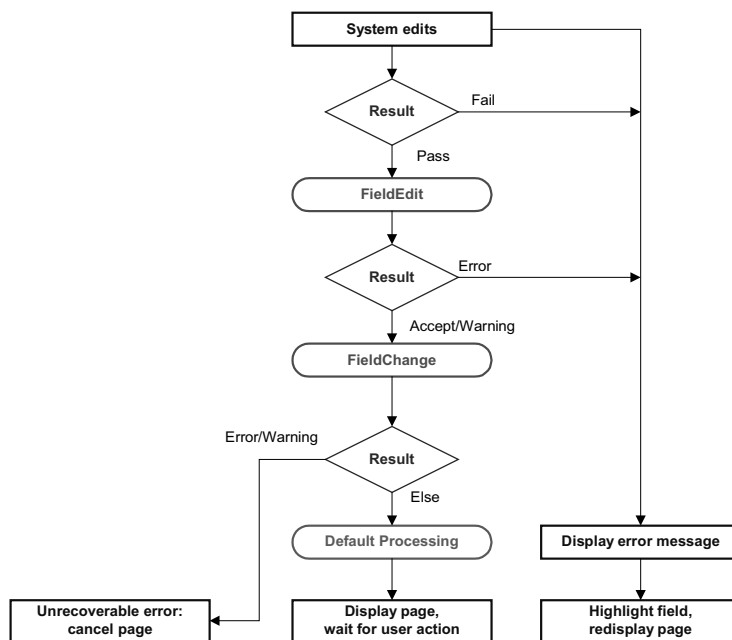 System edits
Result
Fail
Pass
FieldEdit
Result
Error
Accept/Warning
FieldChange
Error/Warning
Result
Else
Default Processing
Display error message
Unrecoverable error:
cancel page
Display page,
wait for user action
Highlight field,
redisplay page